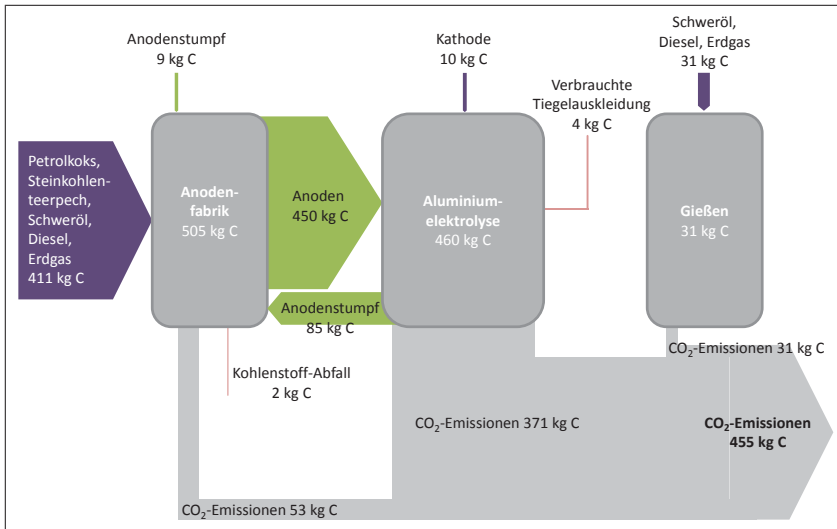 Anodenstumpf
9 kg C
Kathode
10 kg C
Schweröl,
Diesel, Erdgas
31 kg C
Verbrauchte
Tiegelauskleidung
4 kg C
Petrolkoks,
Steinkohlen-
teerpech,
Schweröl,
Diesel,
Erdgas
411 kg C
Anoden-
fabrik
505 kg C
Anoden
450 kg C
Aluminium-
elektrolyse
460 kg C
Gießen
31 kg C
Anodenstumpf
85 kg C
Kohlenstoff-Abfall
2 kg C
CO₂-Emissionen 31 kg C
CO₂-Emissionen 371 kg C
CO₂-Emissionen
455 kg C
CO₂-Emissionen 53 kg C